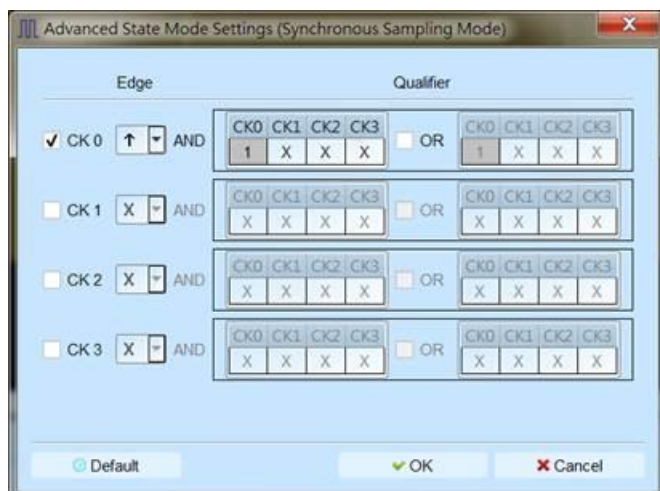 Advanced State Mode Settings (Synchronous Sampling Mode)
Edge Qualifier
CK 0 ↑ AND CK0 CK1 CK2 CK3 OR CK0 CK1 CK2 CK3
1 X X X 1 X X X
CK 1 X AND CK0 CK1 CK2 CK3 OR CK0 CK1 CK2 CK3
X X X X X X X X
CK 2 X AND CK0 CK1 CK2 CK3 OR CK0 CK1 CK2 CK3
X X X X X X X X
CK 3 X AND CK0 CK1 CK2 CK3 OR CK0 CK1 CK2 CK3
X X X X X X X X
Default OK Cancel